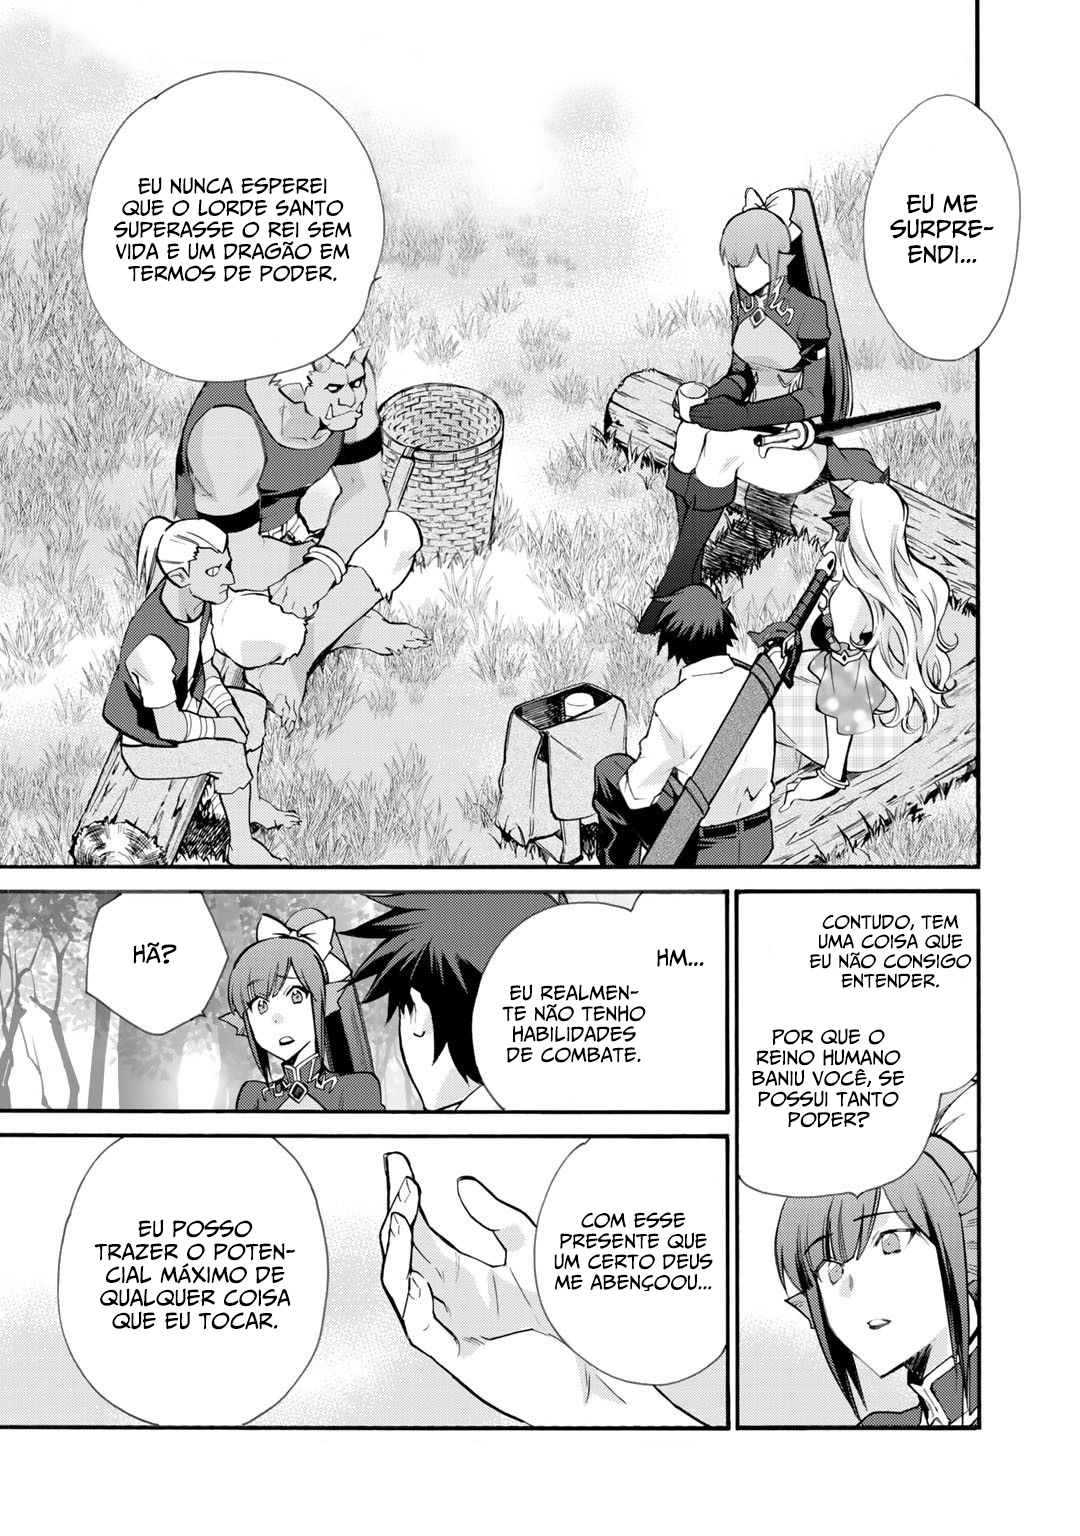 EU ME
SURPRE-
ENDI...
EU NUNCA ESPEREI
QUE O LORDE SANTO
SUPERASSE O REI SEM
VIDA E UM DRAGÃO EM
TERMOS DE PODER.
CONTUDO, TEM
UMA COISA QUE
EU NÃO CONSIGO
ENTENDER.
POR QUE O
REINO HUMANO
BANIU VOCÊ, SE
POSSUI TANTO
PODER?
HM...
EU REALMEN-
TE NÃO TENHO
HABILIDADES
DE COMBATE.
HÃ?
COM ESSE
PRESENTE QUE
UM CERTO DEUS
ME ABENÇOOU...
EU POSSO
TRAZER O POTEN-
CIAL MÁXIMO DE
QUALQUER COISA
QUE EU TOCAR.